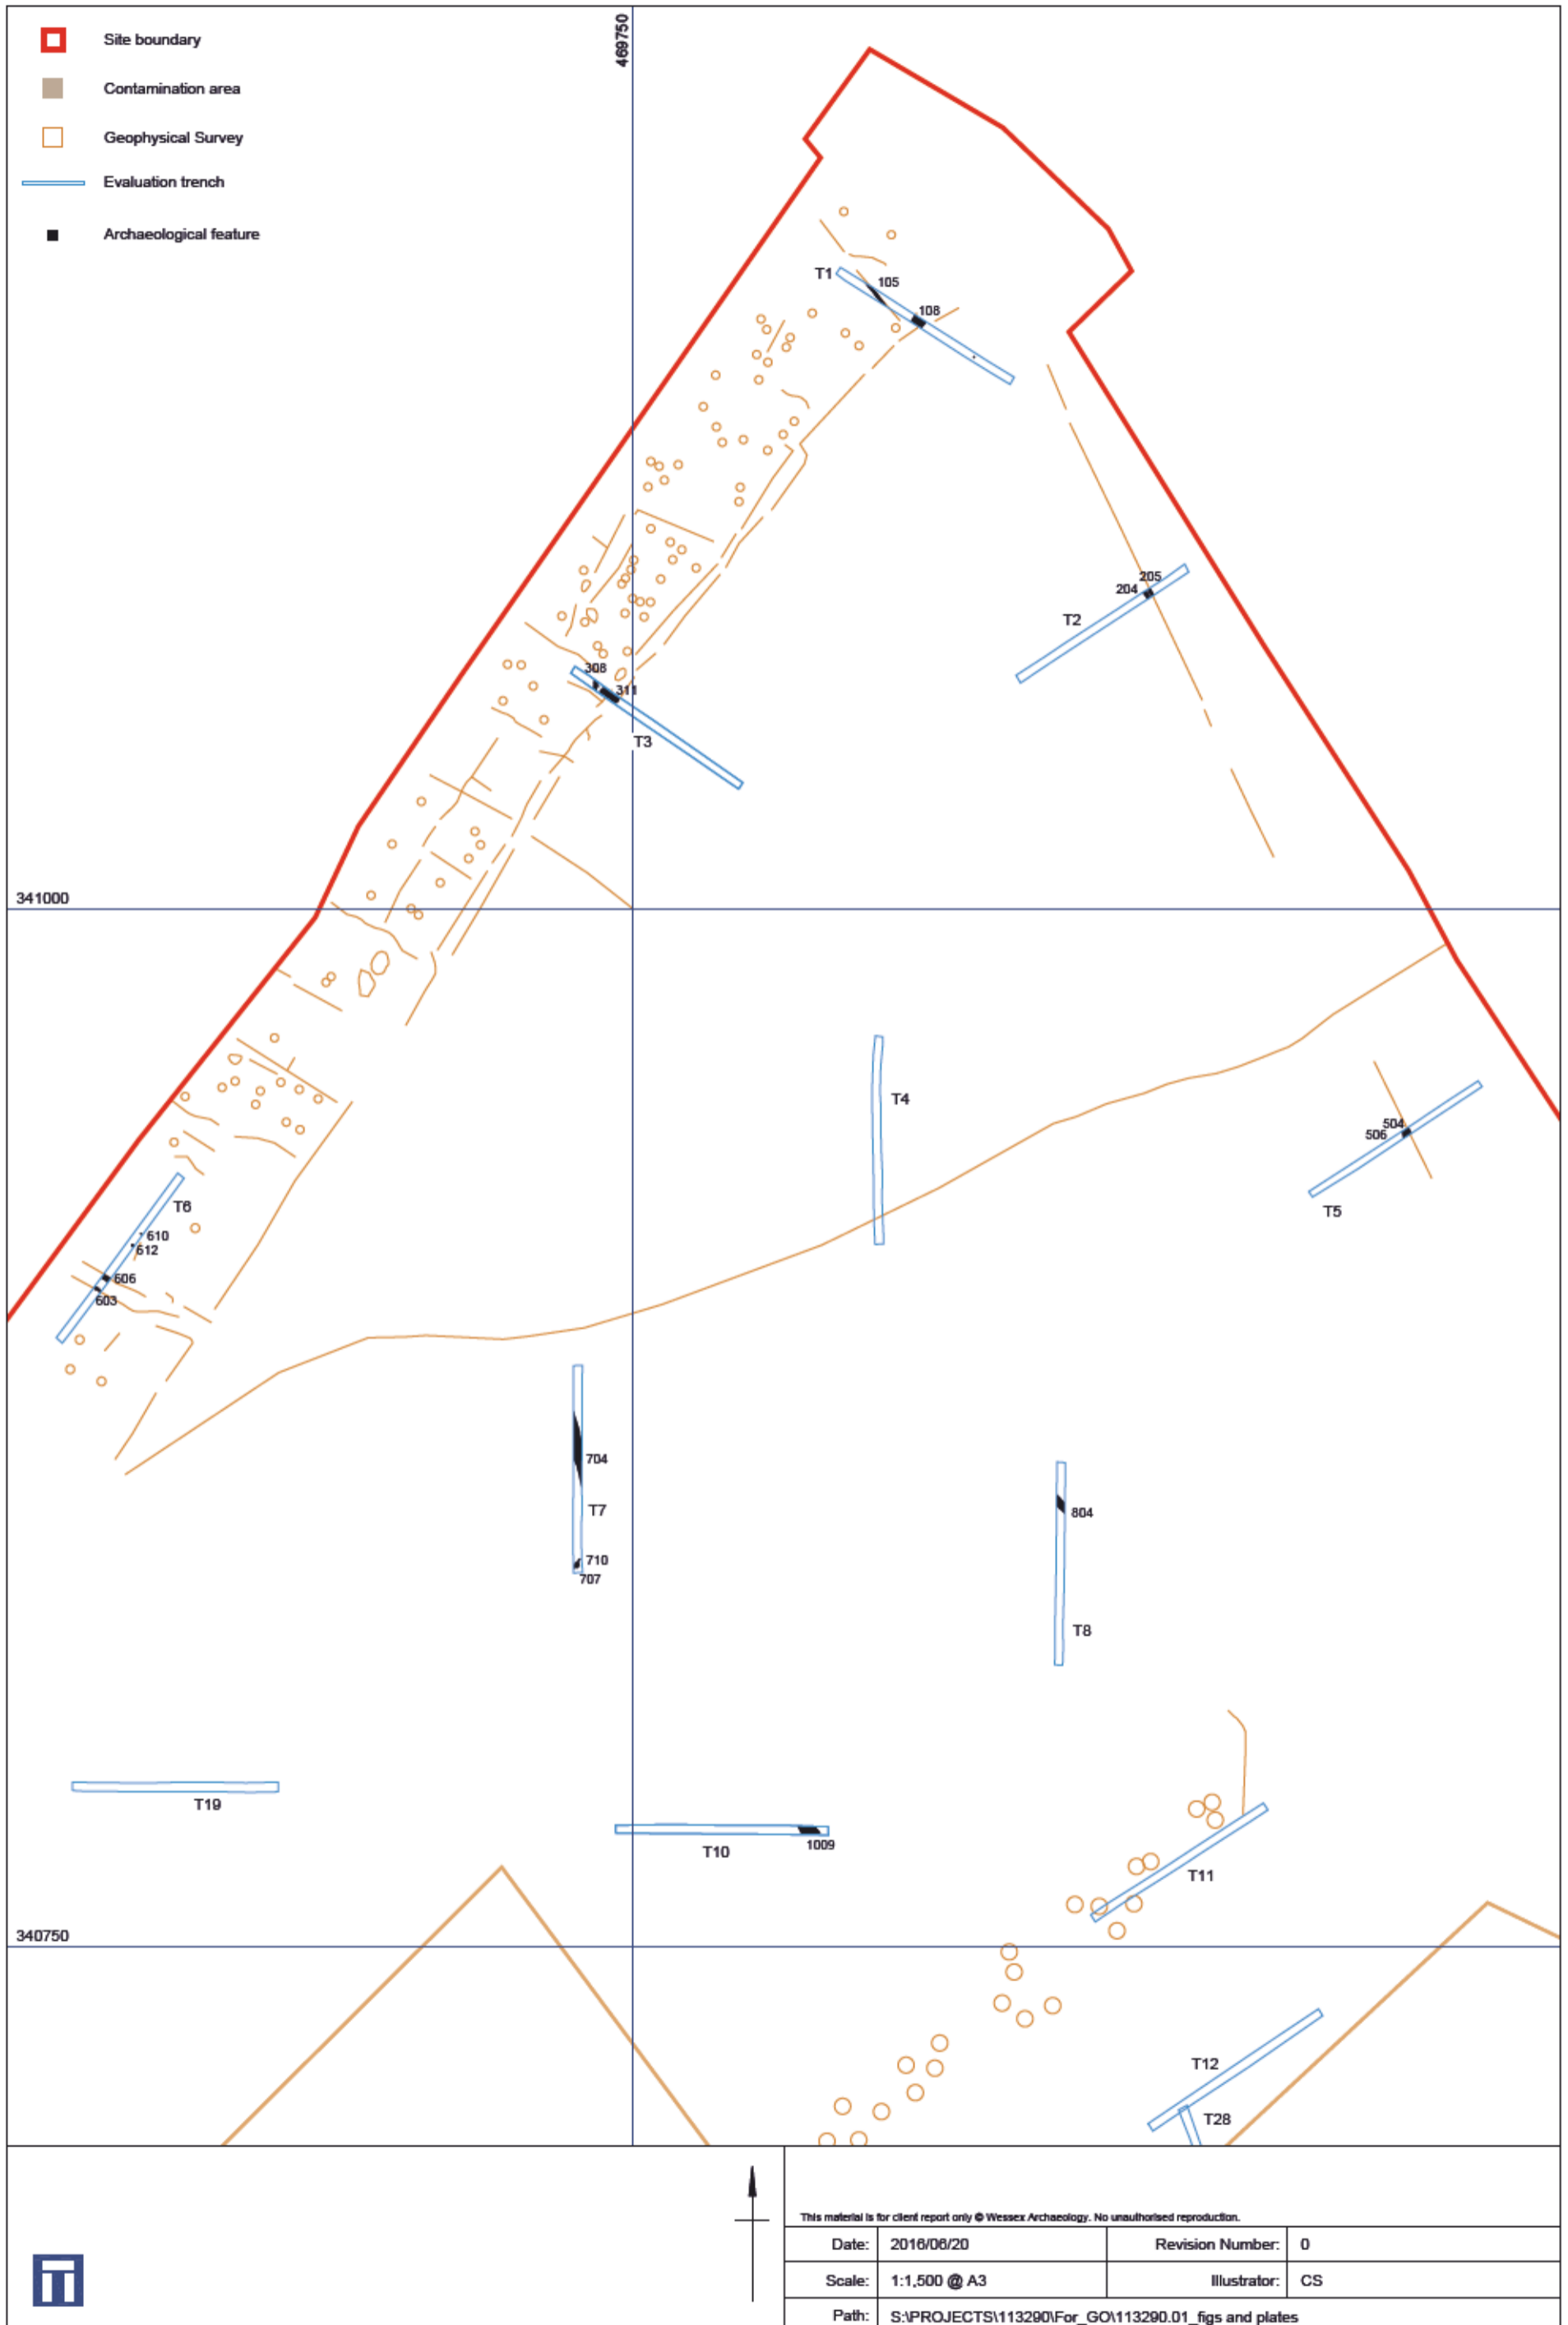 Site boundary
Contamination area
Geophysical Survey
Evaluation trench
Archaeological feature
469750
T1
105
108
205
204
T2
308
311
T3
341000
T4
504
506
T5
T6
610
612
606
603
704
T7
710
707
804
T8
T19
T10
1009
T11
340750
T12
T28
This material is for client report only © Wessex Archaeology. No unauthorised reproduction.
Date: 2016/06/20 Revision Number: 0
Scale: 1:1,500 @ A3 Illustrator: CS
Path: S:\PROJECTS\113290\For_GO\113290.01_figs and plates